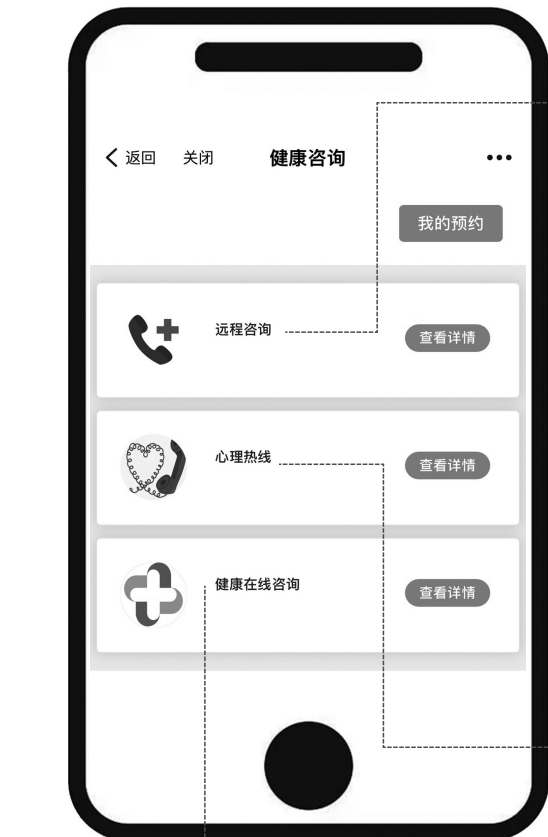 返回 关闭 健康咨询
我的预约
远程咨询 查看详情
心理热线 查看详情
健康在线咨询 查看详情